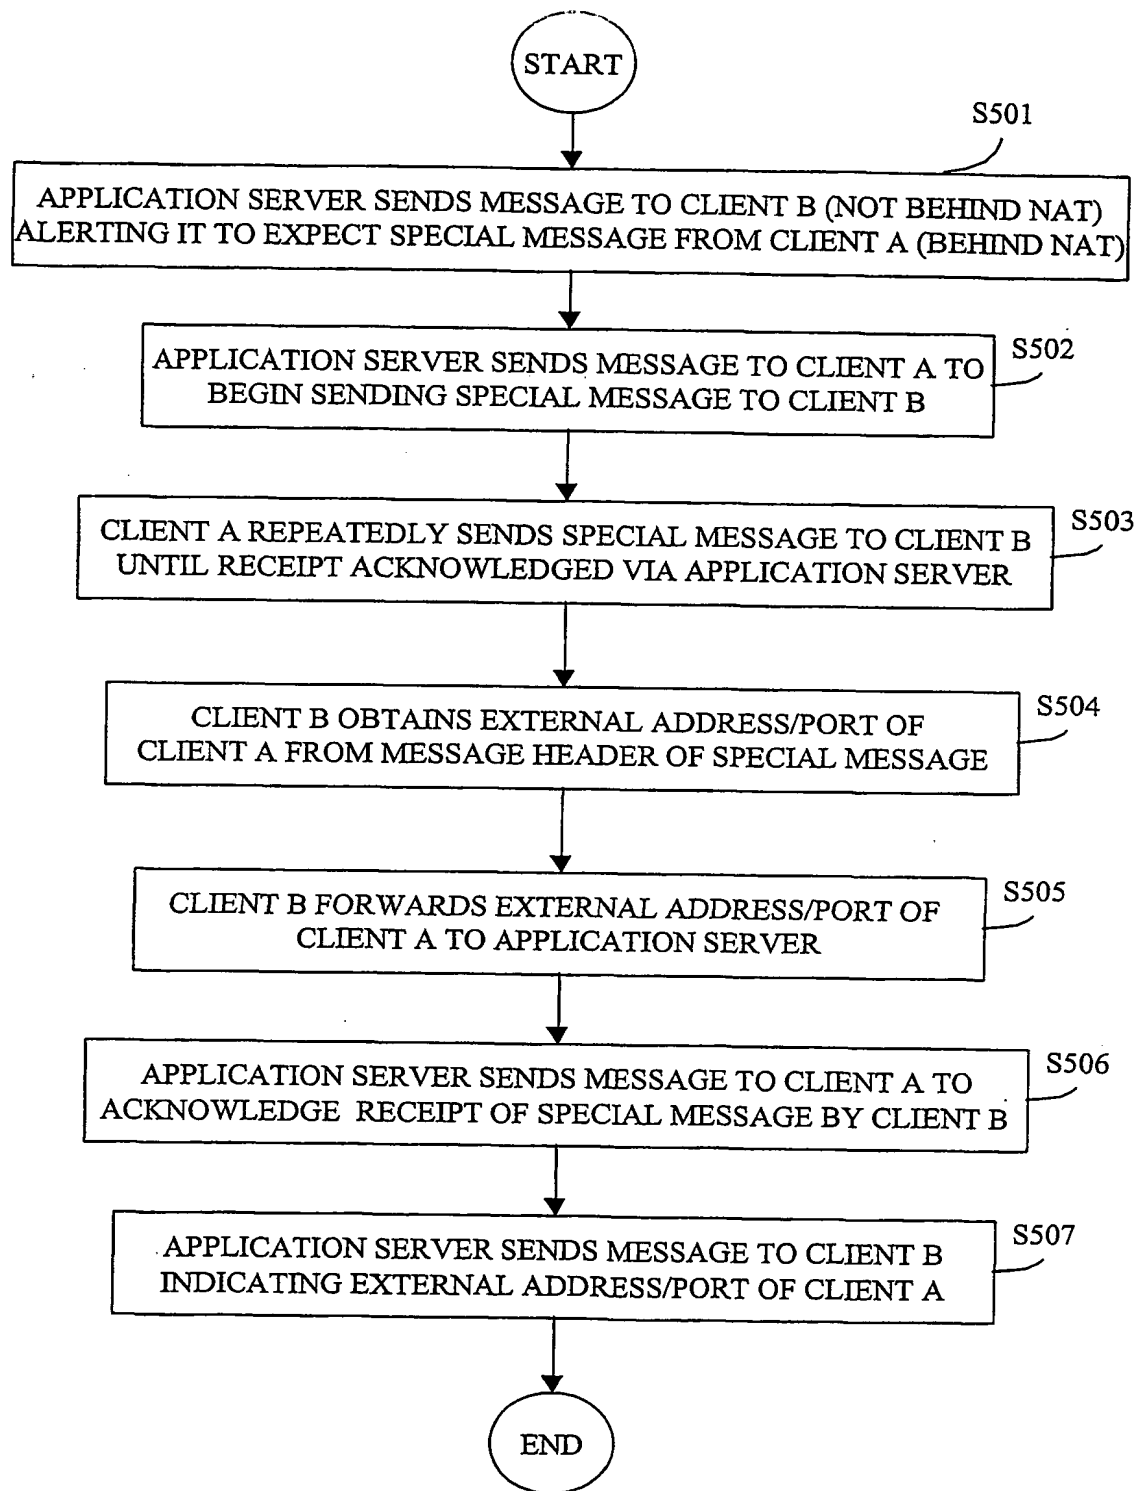 START
S501
APPLICATION SERVER SENDS MESSAGE TO CLIENT B (NOT BEHIND NAT)
ALERTING IT TO EXPECT SPECIAL MESSAGE FROM CLIENT A (BEHIND NAT)
S502
APPLICATION SERVER SENDS MESSAGE TO CLIENT A TO
BEGIN SENDING SPECIAL MESSAGE TO CLIENT B
S503
CLIENT A REPEATEDLY SENDS SPECIAL MESSAGE TO CLIENT B
UNTIL RECEIPT ACKNOWLEDGED VIA APPLICATION SERVER
S504
CLIENT B OBTAINS EXTERNAL ADDRESS/PORT OF
CLIENT A FROM MESSAGE HEADER OF SPECIAL MESSAGE
S505
CLIENT B FORWARDS EXTERNAL ADDRESS/PORT OF
CLIENT A TO APPLICATION SERVER
S506
APPLICATION SERVER SENDS MESSAGE TO CLIENT A TO
ACKNOWLEDGE RECEIPT OF SPECIAL MESSAGE BY CLIENT B
S507
APPLICATION SERVER SENDS MESSAGE TO CLIENT B
INDICATING EXTERNAL ADDRESS/PORT OF CLIENT A
END